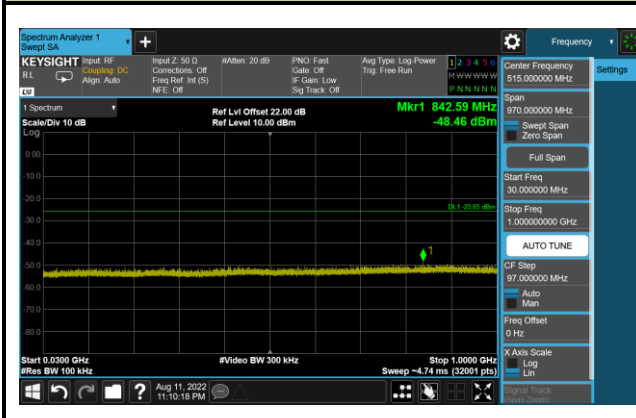 Spectrum Analyzer 1
Swept SA
+
Frequency
KEYSIGHT
RL
LXI
Input: RF
Coupling: DC
Align: Auto
Input Z: 50 Ω
Corrections: Off
Freq Ref: Int (S)
NFE: Off
#Atten: 20 dB
PNO: Fast
Gate: Off
IF Gain: Low
Sig Track: Off
Avg Type: Log-Power
Trig: Free Run
1 2 3 4 5 6
M W W W W W
P N N N N N
Center Frequency
515.000000 MHz
Settings
1 Spectrum
Scale/Div 10 dB
Log
Ref Lvl Offset 22.00 dB
Ref Level 10.00 dBm
Mkr1 842.59 MHz
-48.46 dBm
Span
970.000000 MHz
Swept Span
Zero Span
Full Span
Start Freq
30.000000 MHz
Stop Freq
1.000000000 GHz
AUTO TUNE
CF Step
97.000000 MHz
Auto
Man
Freq Offset
0 Hz
X Axis Scale
Log
Lin
Signal Track
(Span Zoom)
0.00
-10.0
-20.0
DL1 -25.65 dBm
-30.0
-40.0
1
-60.0
-70.0
-80.0
Start 0.0300 GHz
#Res BW 100 kHz
#Video BW 300 kHz
Stop 1.0000 GHz
Sweep ~4.74 ms (32001 pts)
?
Aug 11, 2022
11:10:18 PM